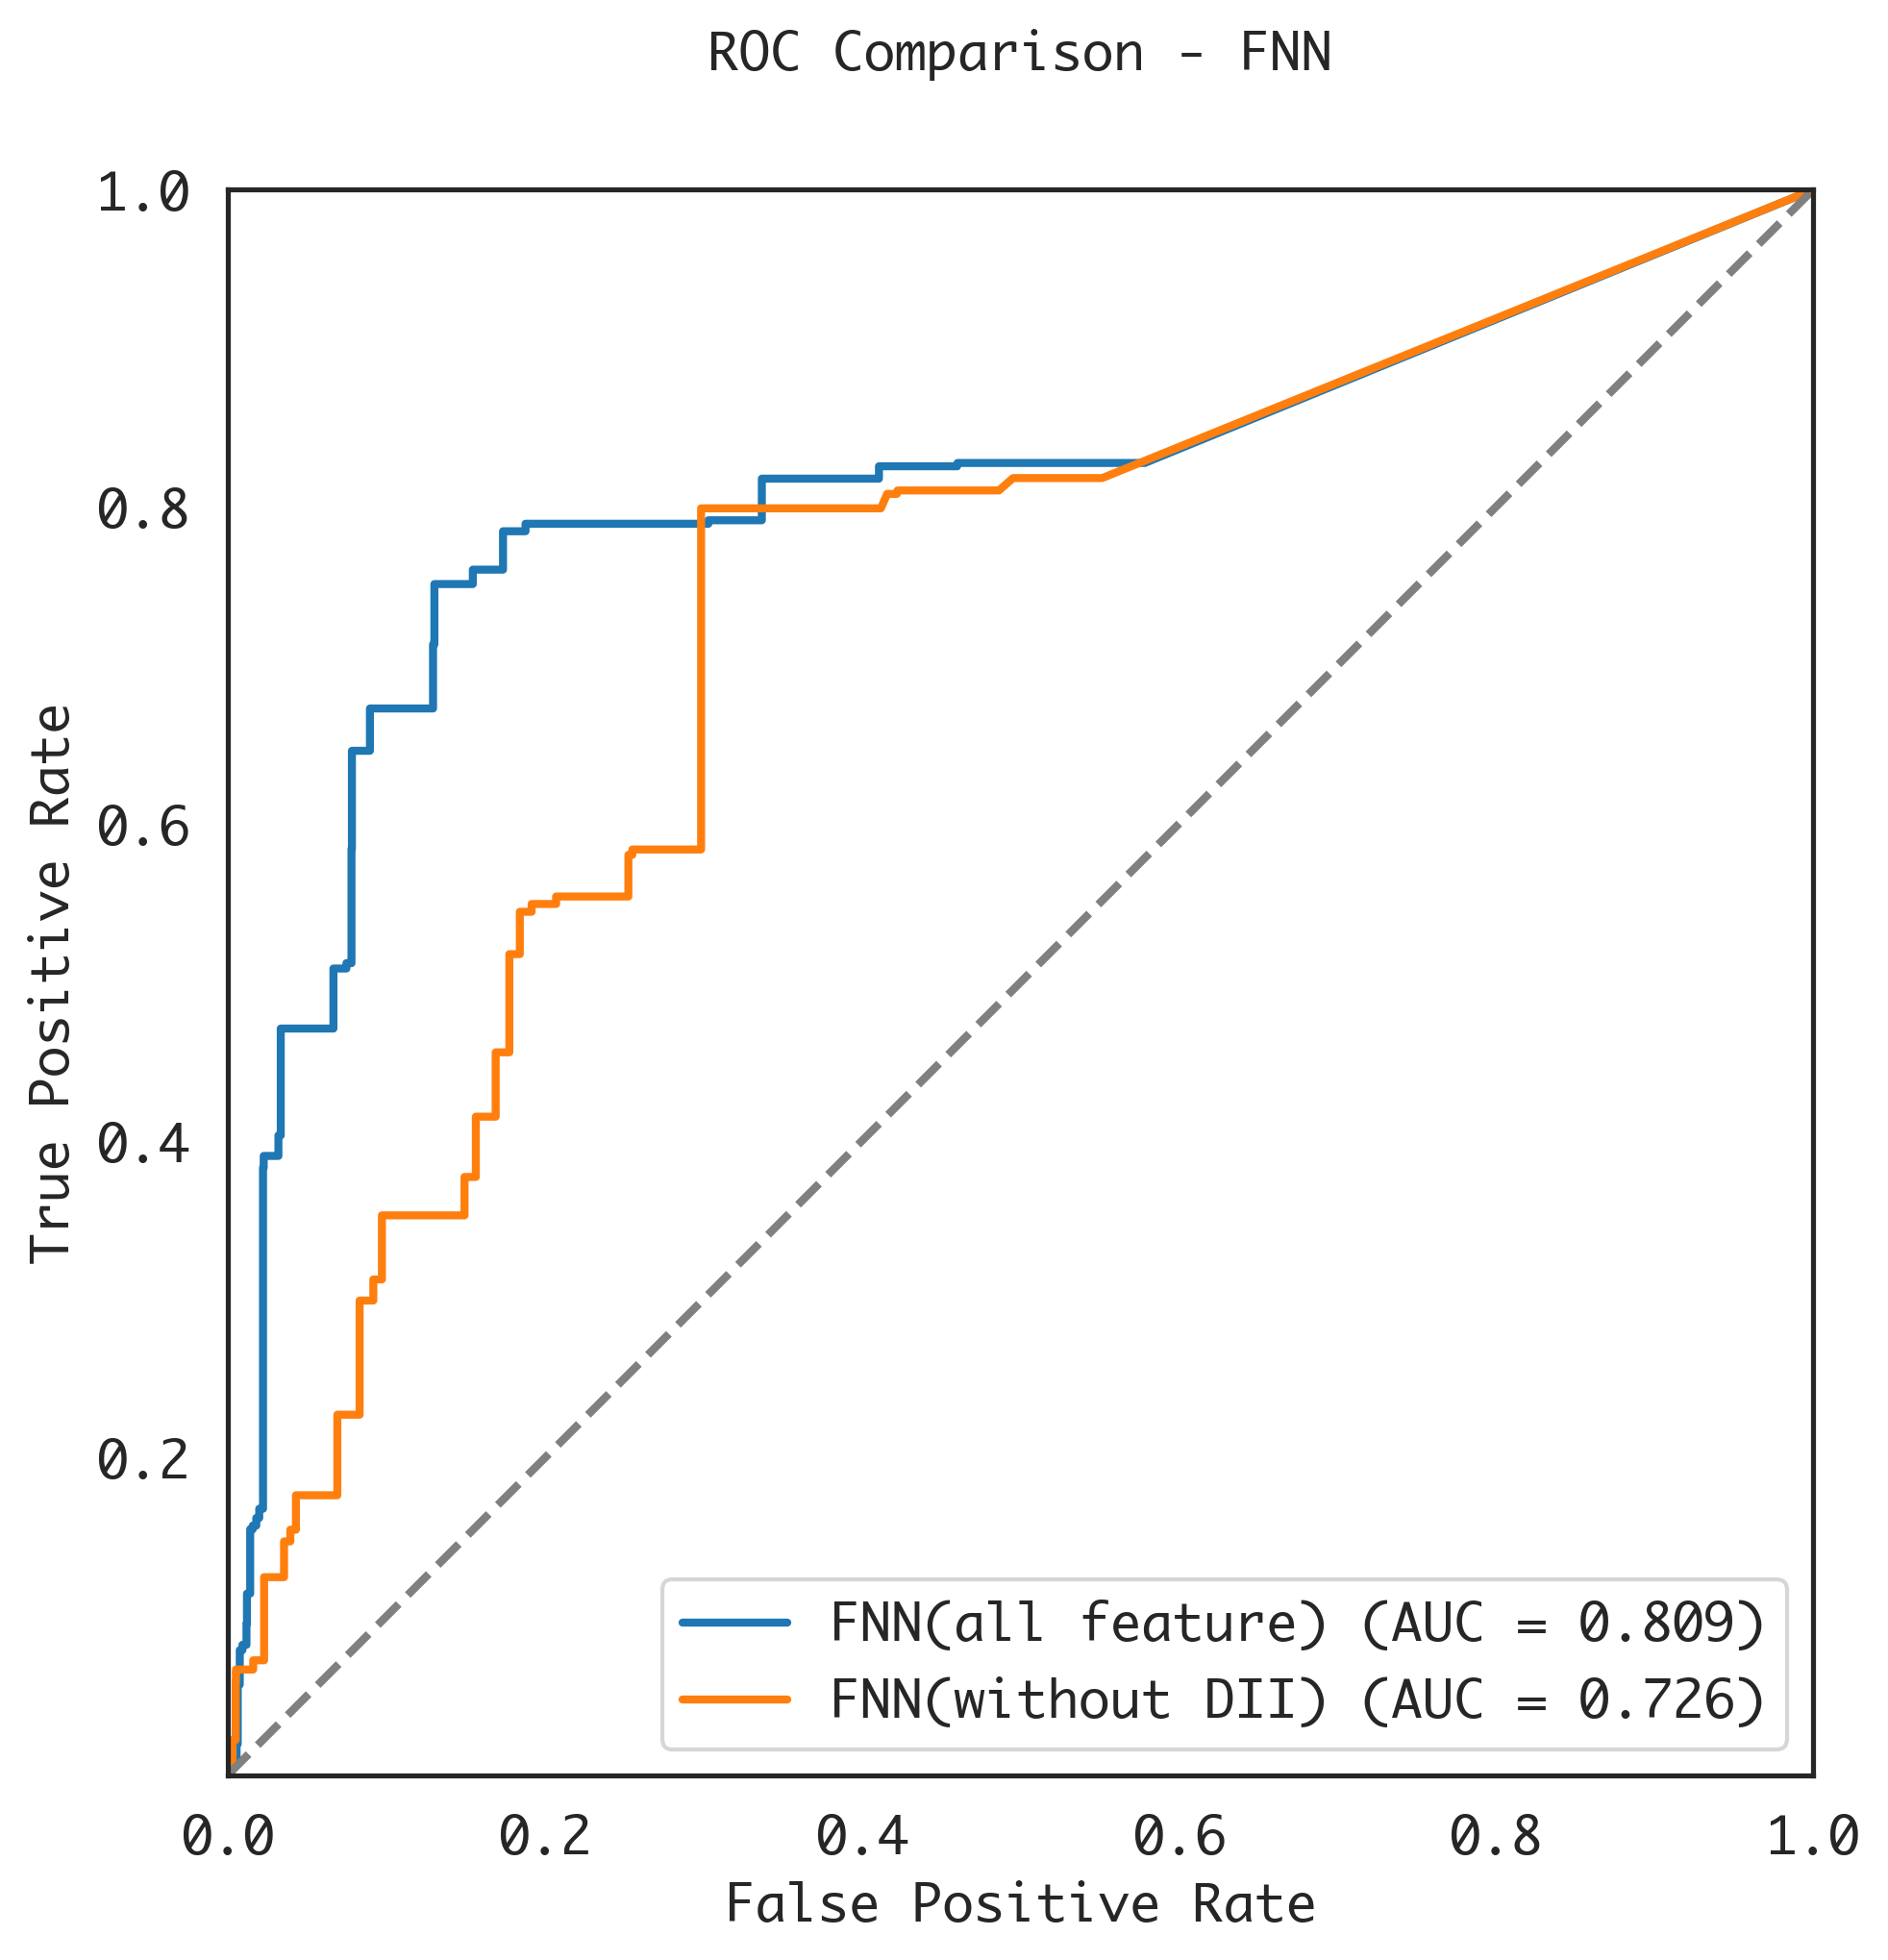 ROC Comparison - FNN
1.0
0.8
0.6
0.4
0.2
True Positive Rate
FNN(all feature) (AUC = 0.809)
FNN(without DII) (AUC = 0.726)
0.0 0.2 0.4 0.6 0.8 1.0
False Positive Rate